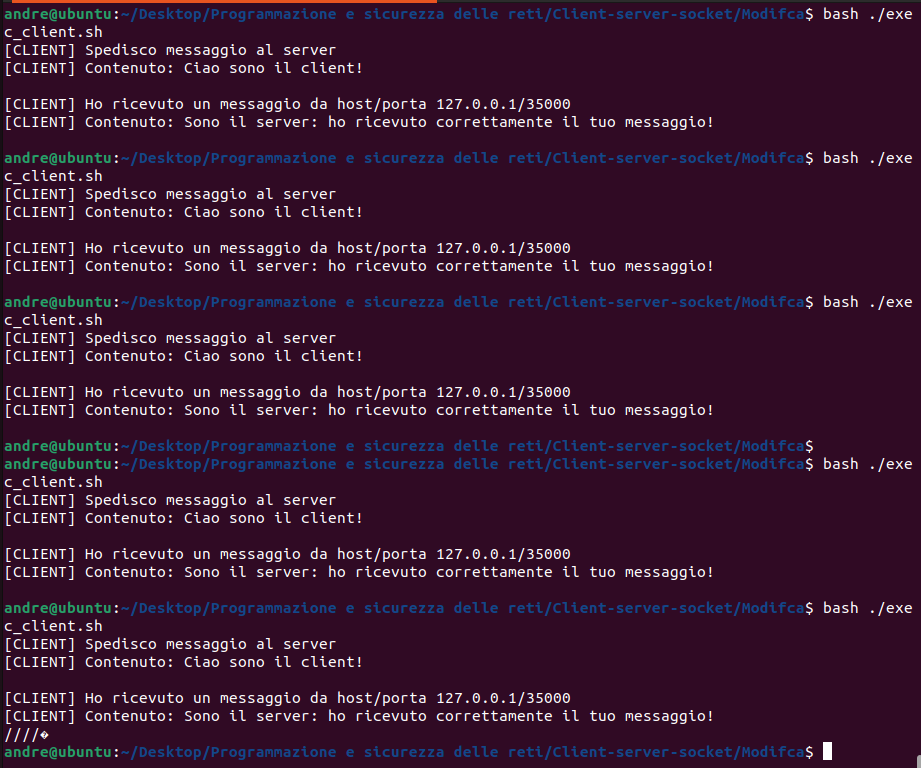 andre@ubuntu:~/Desktop/Programmazione e sicurezza delle reti/Client-server-socket/Modifca$ bash ./exe
c_client.sh
[CLIENT] Spedisco messaggio al server
[CLIENT] Contenuto: Ciao sono il client!
[CLIENT] Ho ricevuto un messaggio da host/porta 127.0.0.1/35000
[CLIENT] Contenuto: Sono il server: ho ricevuto correttamente il tuo messaggio!
andre@ubuntu:~/Desktop/Programmazione e sicurezza delle reti/Client-server-socket/Modifca$ bash ./exe
c_client.sh
[CLIENT] Spedisco messaggio al server
[CLIENT] Contenuto: Ciao sono il client!
[CLIENT] Ho ricevuto un messaggio da host/porta 127.0.0.1/35000
[CLIENT] Contenuto: Sono il server: ho ricevuto correttamente il tuo messaggio!
andre@ubuntu:~/Desktop/Programmazione e sicurezza delle reti/Client-server-socket/Modifca$ bash ./exe
c_client.sh
[CLIENT] Spedisco messaggio al server
[CLIENT] Contenuto: Ciao sono il client!
[CLIENT] Ho ricevuto un messaggio da host/porta 127.0.0.1/35000
[CLIENT] Contenuto: Sono il server: ho ricevuto correttamente il tuo messaggio!
andre@ubuntu:~/Desktop/Programmazione e sicurezza delle reti/Client-server-socket/Modifca$
andre@ubuntu:~/Desktop/Programmazione e sicurezza delle reti/Client-server-socket/Modifca$ bash ./exe
c_client.sh
[CLIENT] Spedisco messaggio al server
[CLIENT] Contenuto: Ciao sono il client!
[CLIENT] Ho ricevuto un messaggio da host/porta 127.0.0.1/35000
[CLIENT] Contenuto: Sono il server: ho ricevuto correttamente il tuo messaggio!
andre@ubuntu:~/Desktop/Programmazione e sicurezza delle reti/Client-server-socket/Modifca$ bash ./exe
c_client.sh
[CLIENT] Spedisco messaggio al server
[CLIENT] Contenuto: Ciao sono il client!
[CLIENT] Ho ricevuto un messaggio da host/porta 127.0.0.1/35000
[CLIENT] Contenuto: Sono il server: ho ricevuto correttamente il tuo messaggio!
////�
andre@ubuntu:~/Desktop/Programmazione e sicurezza delle reti/Client-server-socket/Modifca$